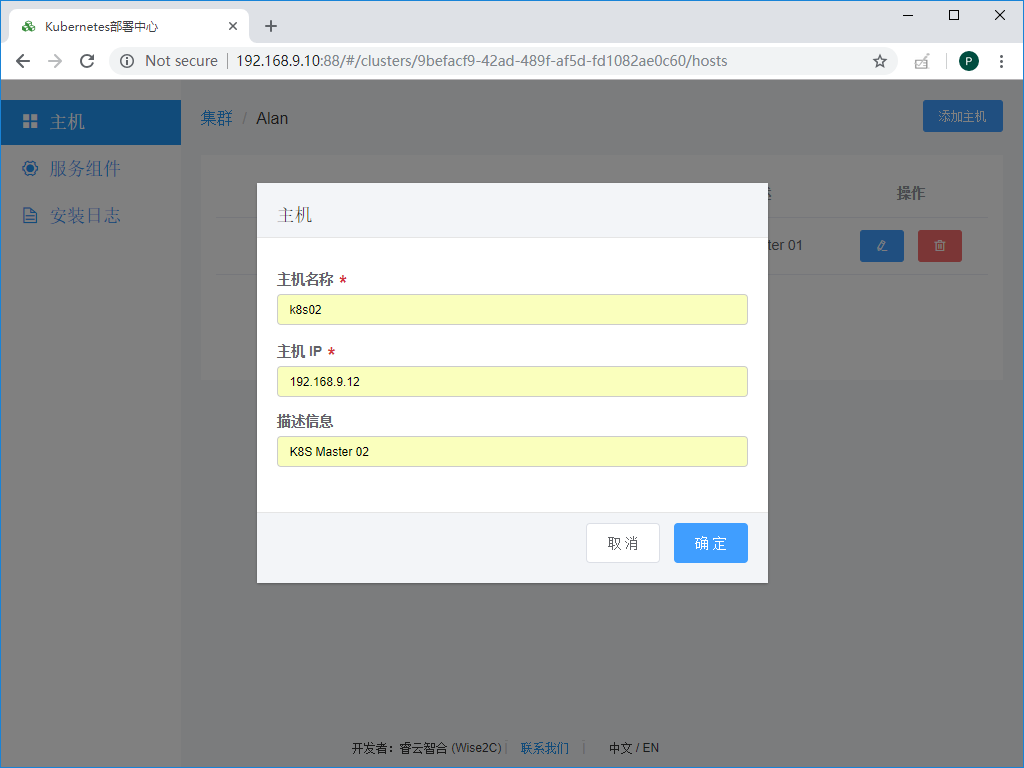 Kubernetes部署中心
Not secure
192.168.9.10:88/#/clusters/9befacf9-42ad-489f-af5d-fd1082ae0c60/hosts
P
主机
服务组件
安装日志
集群 / Alan
添加主机
操作
ter 01
主机
主机名称 *
k8s02
主机 IP *
192.168.9.12
描述信息
K8S Master 02
取消
确定
开发者：睿云智合 (Wise2C) | 联系我们 | 中文 / EN